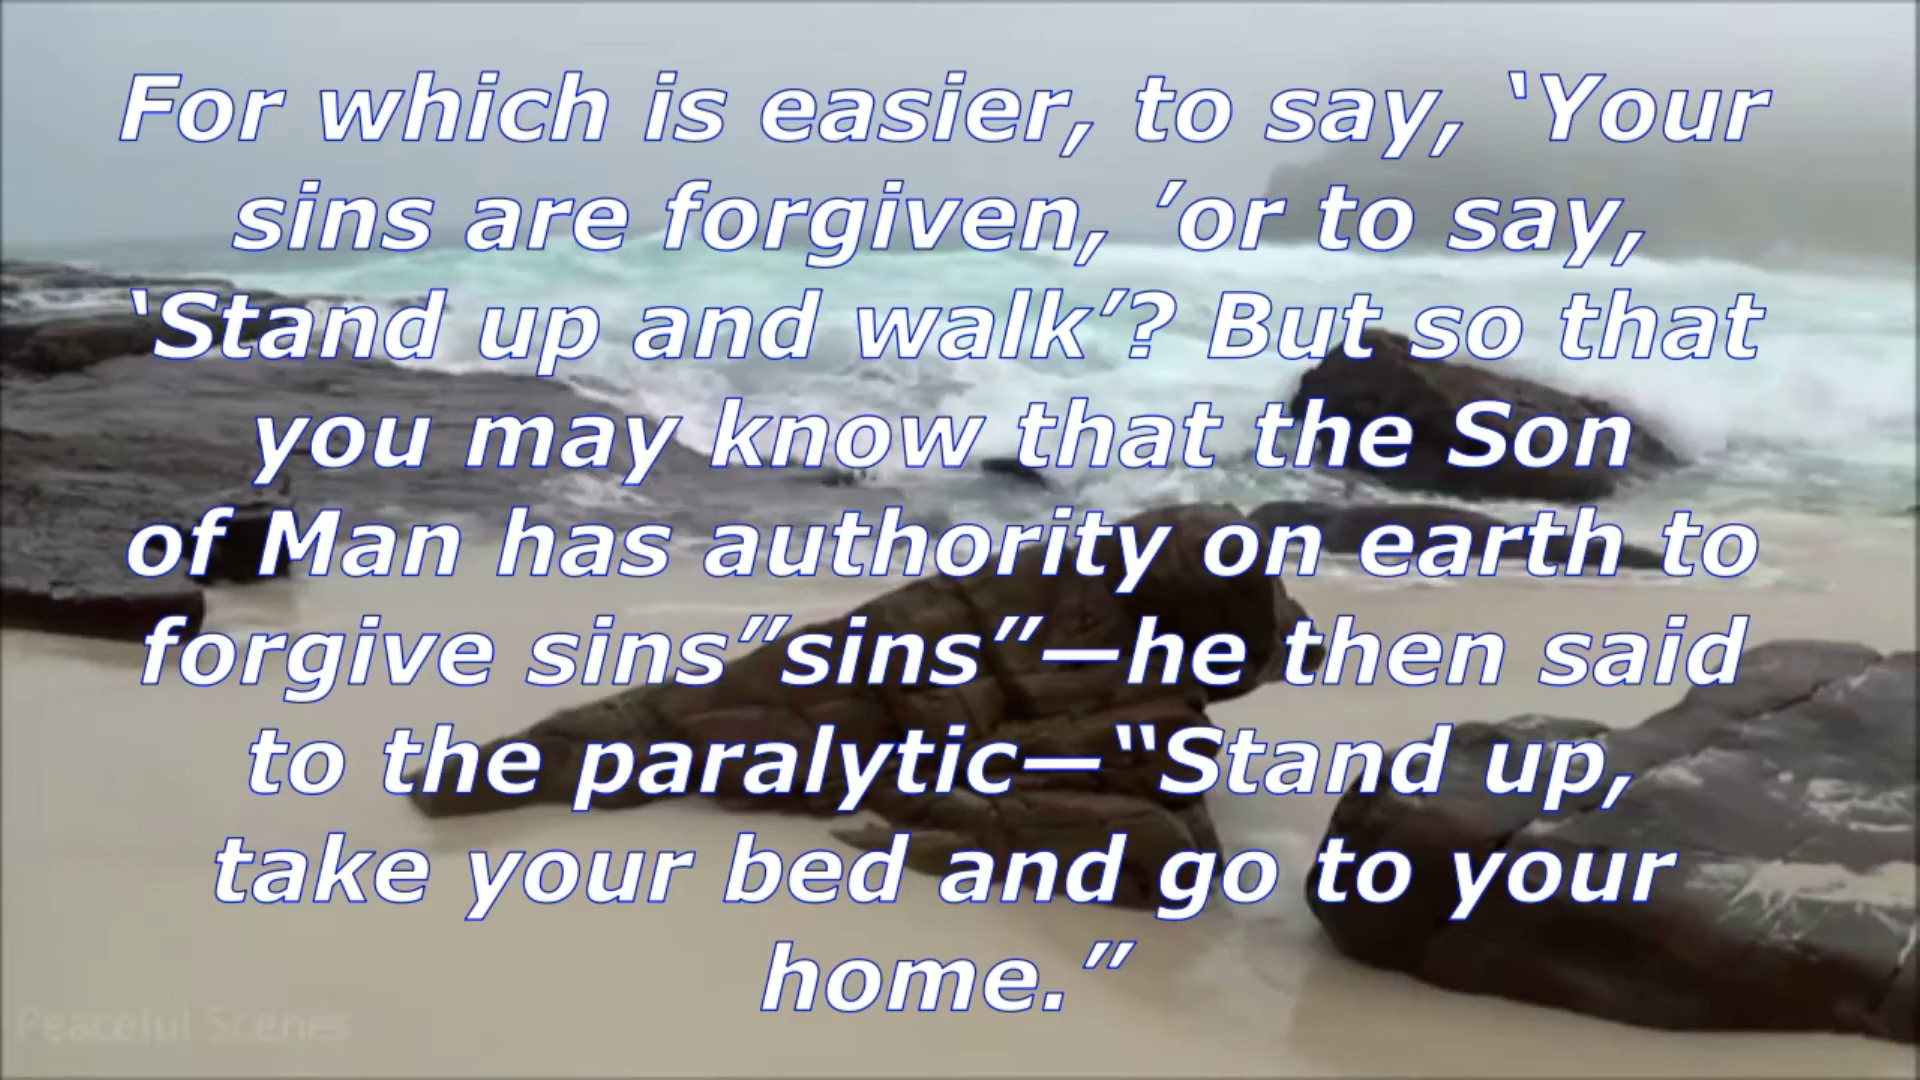 For which is easier, to say, ‘Your
sins are forgiven, ’or to say,
‘Stand up and walk’? But so that
you may know that the Son
of Man has authority on earth to
forgive sins”sins”—he then said
to the paralytic—“Stand up,
take your bed and go to your
home.”
Peaceful Scenes